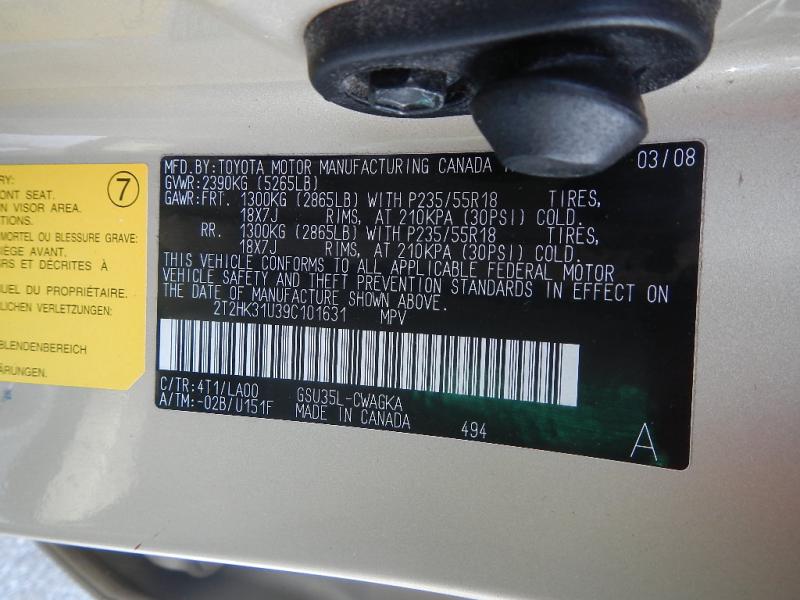 RY:
ONT SEAT.
N VISOR AREA.
MORTEL OU BLESSURE GRAVE:
IÈGE AVANT.
RS ET DÉCRITES À
UEL DU PROPRIÉTAIRE.
LICHEN VERLETZUNGEN:
BLENDENBEREICH
ÄRUNGEN.
7
MFD.BY:TOYOTA MOTOR MANUFACTURING CANADA 03/08
GVWR:2390KG (5265LB)
GAWR:FRT. 1300KG (2865LB) WITH P235/55R18 TIRES,
18X7J RIMS, AT 210KPA (30PSI) COLD.
RR. 1300KG (2865LB) WITH P235/55R18 TIRES,
18X7J RIMS, AT 210KPA (30PSI) COLD.
THIS VEHICLE CONFORMS TO ALL APPLICABLE FEDERAL MOTOR
VEHICLE SAFETY AND THEFT PREVENTION STANDARDS IN EFFECT ON
THE DATE OF MANUFACTURE SHOWN ABOVE.
2T2HK31U39C101631 MPV
C/TR:4T1/LA00 GSU35L-CWAGKA
A/TM:-02B/U151F MADE IN CANADA
494
A